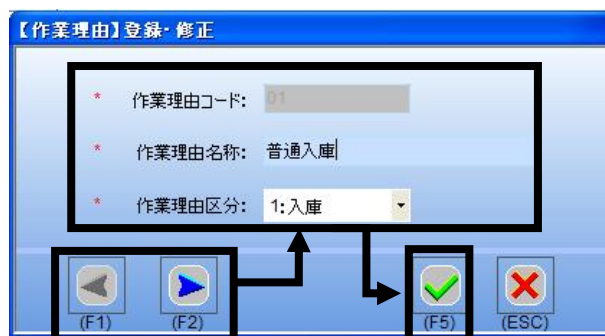 【作業理由】登録・修正
* 作業理由コード: 01
* 作業理由名称: 普通入庫
* 作業理由区分: 1:入庫
(F1) (F2) (F5) (ESC)